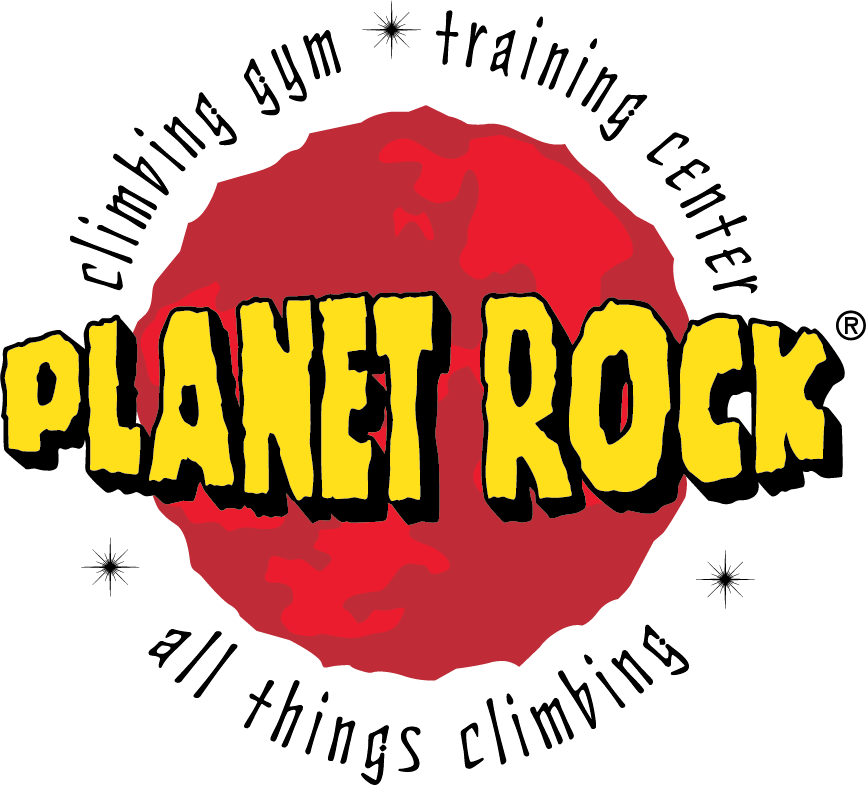 climbing gym training center
PLANET ROCK®
all things climbing